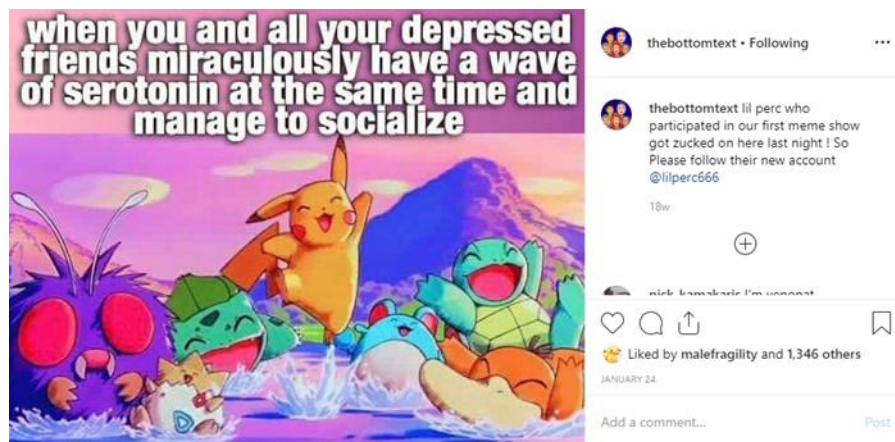 when you and all your depressed
friends miraculously have a wave
of serotonin at the same time and
manage to socialize
thebottomtext • Following
thebottomtext lil perc who
participated in our first meme show
got zucked on here last night ! So
Please follow their new account
@lilperc666
18w
nick_kamakaris I'm venonat
Liked by malefragility and 1,346 others
JANUARY 24
Add a comment...
Post